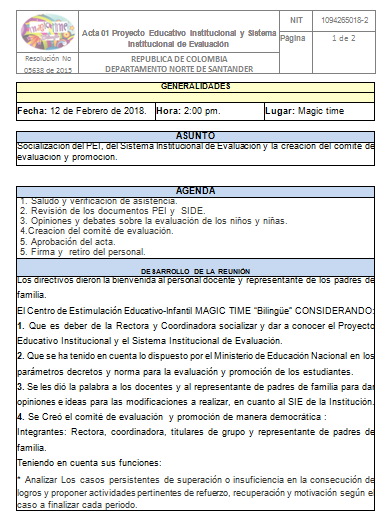 magic time
Acta 01 Proyecto Educativo Institucional y Sistema
Institucional de Evaluación
NIT
1094265018-2
Página
1 de 2
Resolución No
05638 de 2015
REPUBLICA DE COLOMBIA
DEPARTAMENTO NORTE DE SANTANDER
GENERALIDADES
Fecha: 12 de Febrero de 2018. Hora: 2:00 pm. Lugar: Magic time
ASUNTO
Socialización del PEI, del Sistema Institucional de Evaluación y la creación del comité de
evaluación y promoción.
AGENDA
1. Saludo y verificación de asistencia.
2. Revisión de los documentos PEI y SIDE.
3. Opiniones y debates sobre la evaluación de los niños y niñas.
4.Creacion del comité de evaluación.
5. Aprobación del acta.
5. Firma y retiro del personal.
DESARROLLO DE LA REUNIÓN
Los directivos dieron la bienvenida al personal docente y representante de los padres de
familia.
El Centro de Estimulación Educativo-Infantil MAGIC TIME “Bilingüe” CONSIDERANDO:
1. Que es deber de la Rectora y Coordinadora socializar y dar a conocer el Proyecto
Educativo Institucional y el Sistema Institucional de Evaluación.
2. Que se ha tenido en cuenta lo dispuesto por el Ministerio de Educación Nacional en los
parámetros decretos y norma para la evaluación y promoción de los estudiantes.
3. Se les dió la palabra a los docentes y al representante de padres de familia para dar
opiniones e ideas para las modificaciones a realizar, en cuanto al SIE de la Institución.
4. Se Creó el comité de evaluación y promoción de manera democrática :
Integrantes: Rectora, coordinadora, titulares de grupo y representante de padres de
familia.
Teniendo en cuenta sus funciones:
* Analizar Los casos persistentes de superación o insuficiencia en la consecución de
logros y proponer actividades pertinentes de refuerzo, recuperación y motivación según el
caso a finalizar cada periodo.